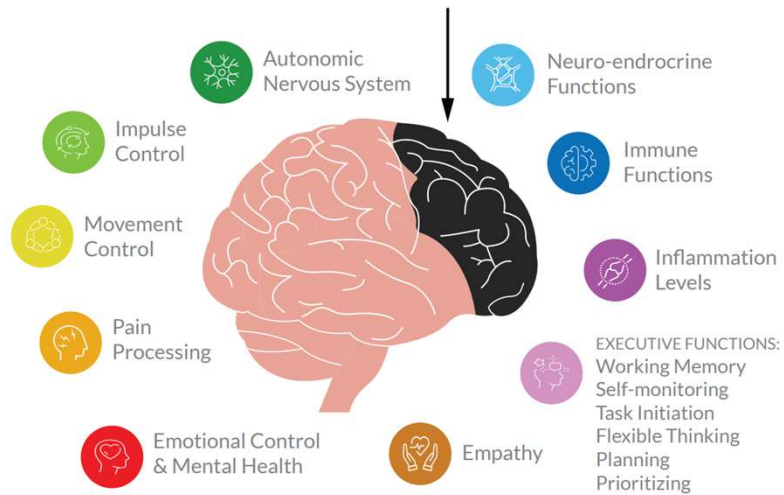 Autonomic
Nervous System
Neuro-endrocrine
Functions
Impulse
Control
Immune
Functions
Movement
Control
Inflammation
Levels
Pain
Processing
EXECUTIVE FUNCTIONS:
Working Memory
Self-monitoring
Task Initiation
Flexible Thinking
Planning
Prioritizing
Emotional Control
& Mental Health
Empathy